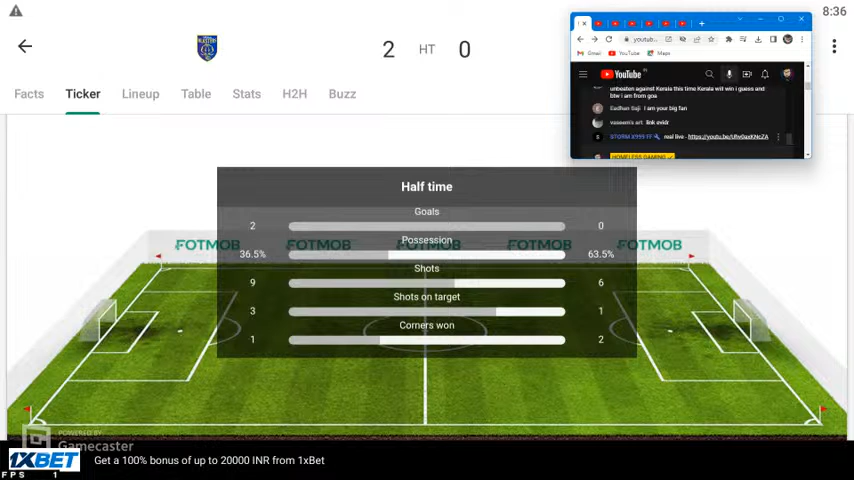 8:36
2 HT 0
Facts Ticker Lineup Table Stats H2H Buzz
youtub...
Gmail YouTube Maps
YouTube
unbeaten against Kerala this time Kerala will win i guess and
btw i am from goa
Eadhan Saji I am your big fan
vaseem's art link evidr
STORM X999 FF real live -
HOMELESS GAMING
Half time
Goals
2 0
Possession
36.5% 63.5%
Shots
9 6
Shots on target
3 1
Corners won
1 2
FOTMOB FOTMOB FOTMOB FOTMOB FOTMOB
POWERED BY
Gamecaster
1XBET Get a 100% bonus of up to 20000 INR from 1xBet
FPS 1